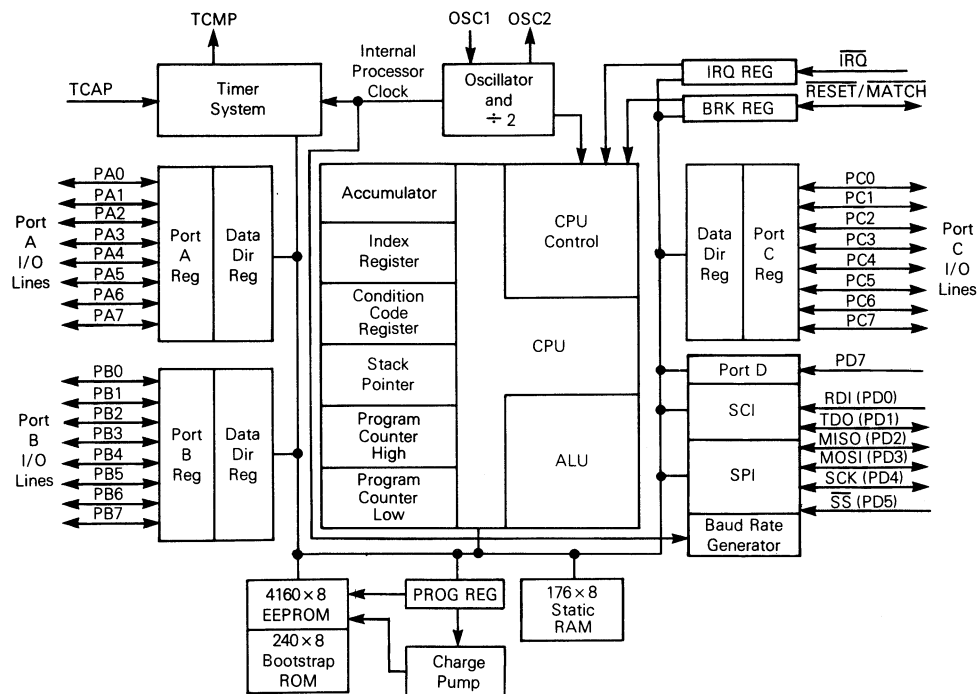 TCMP
OSC1
OSC2
TCAP
Timer
System
Internal
Processor
Clock
Oscillator
and
÷ 2
IRQ REG
IRQ
BRK REG
RESET/MATCH
Port
A
I/O
Lines
PA0
PA1
PA2
PA3
PA4
PA5
PA6
PA7
Port
A
Reg
Data
Dir
Reg
Port
B
I/O
Lines
PB0
PB1
PB2
PB3
PB4
PB5
PB6
PB7
Port
B
Reg
Data
Dir
Reg
Accumulator
Index
Register
Condition
Code
Register
Stack
Pointer
Program
Counter
High
Program
Counter
Low
CPU
Control
CPU
ALU
Data
Dir
Reg
Port
C
Reg
PC0
PC1
PC2
PC3
PC4
PC5
PC6
PC7
Port
C
I/O
Lines
Port D
SCI
SPI
Baud Rate
Generator
PD7
RDI (PD0)
TDO (PD1)
MISO (PD2)
MOSI (PD3)
SCK (PD4)
SS (PD5)
4160 × 8
EEPROM
240 × 8
Bootstrap
ROM
PROG REG
Charge
Pump
176 × 8
Static
RAM